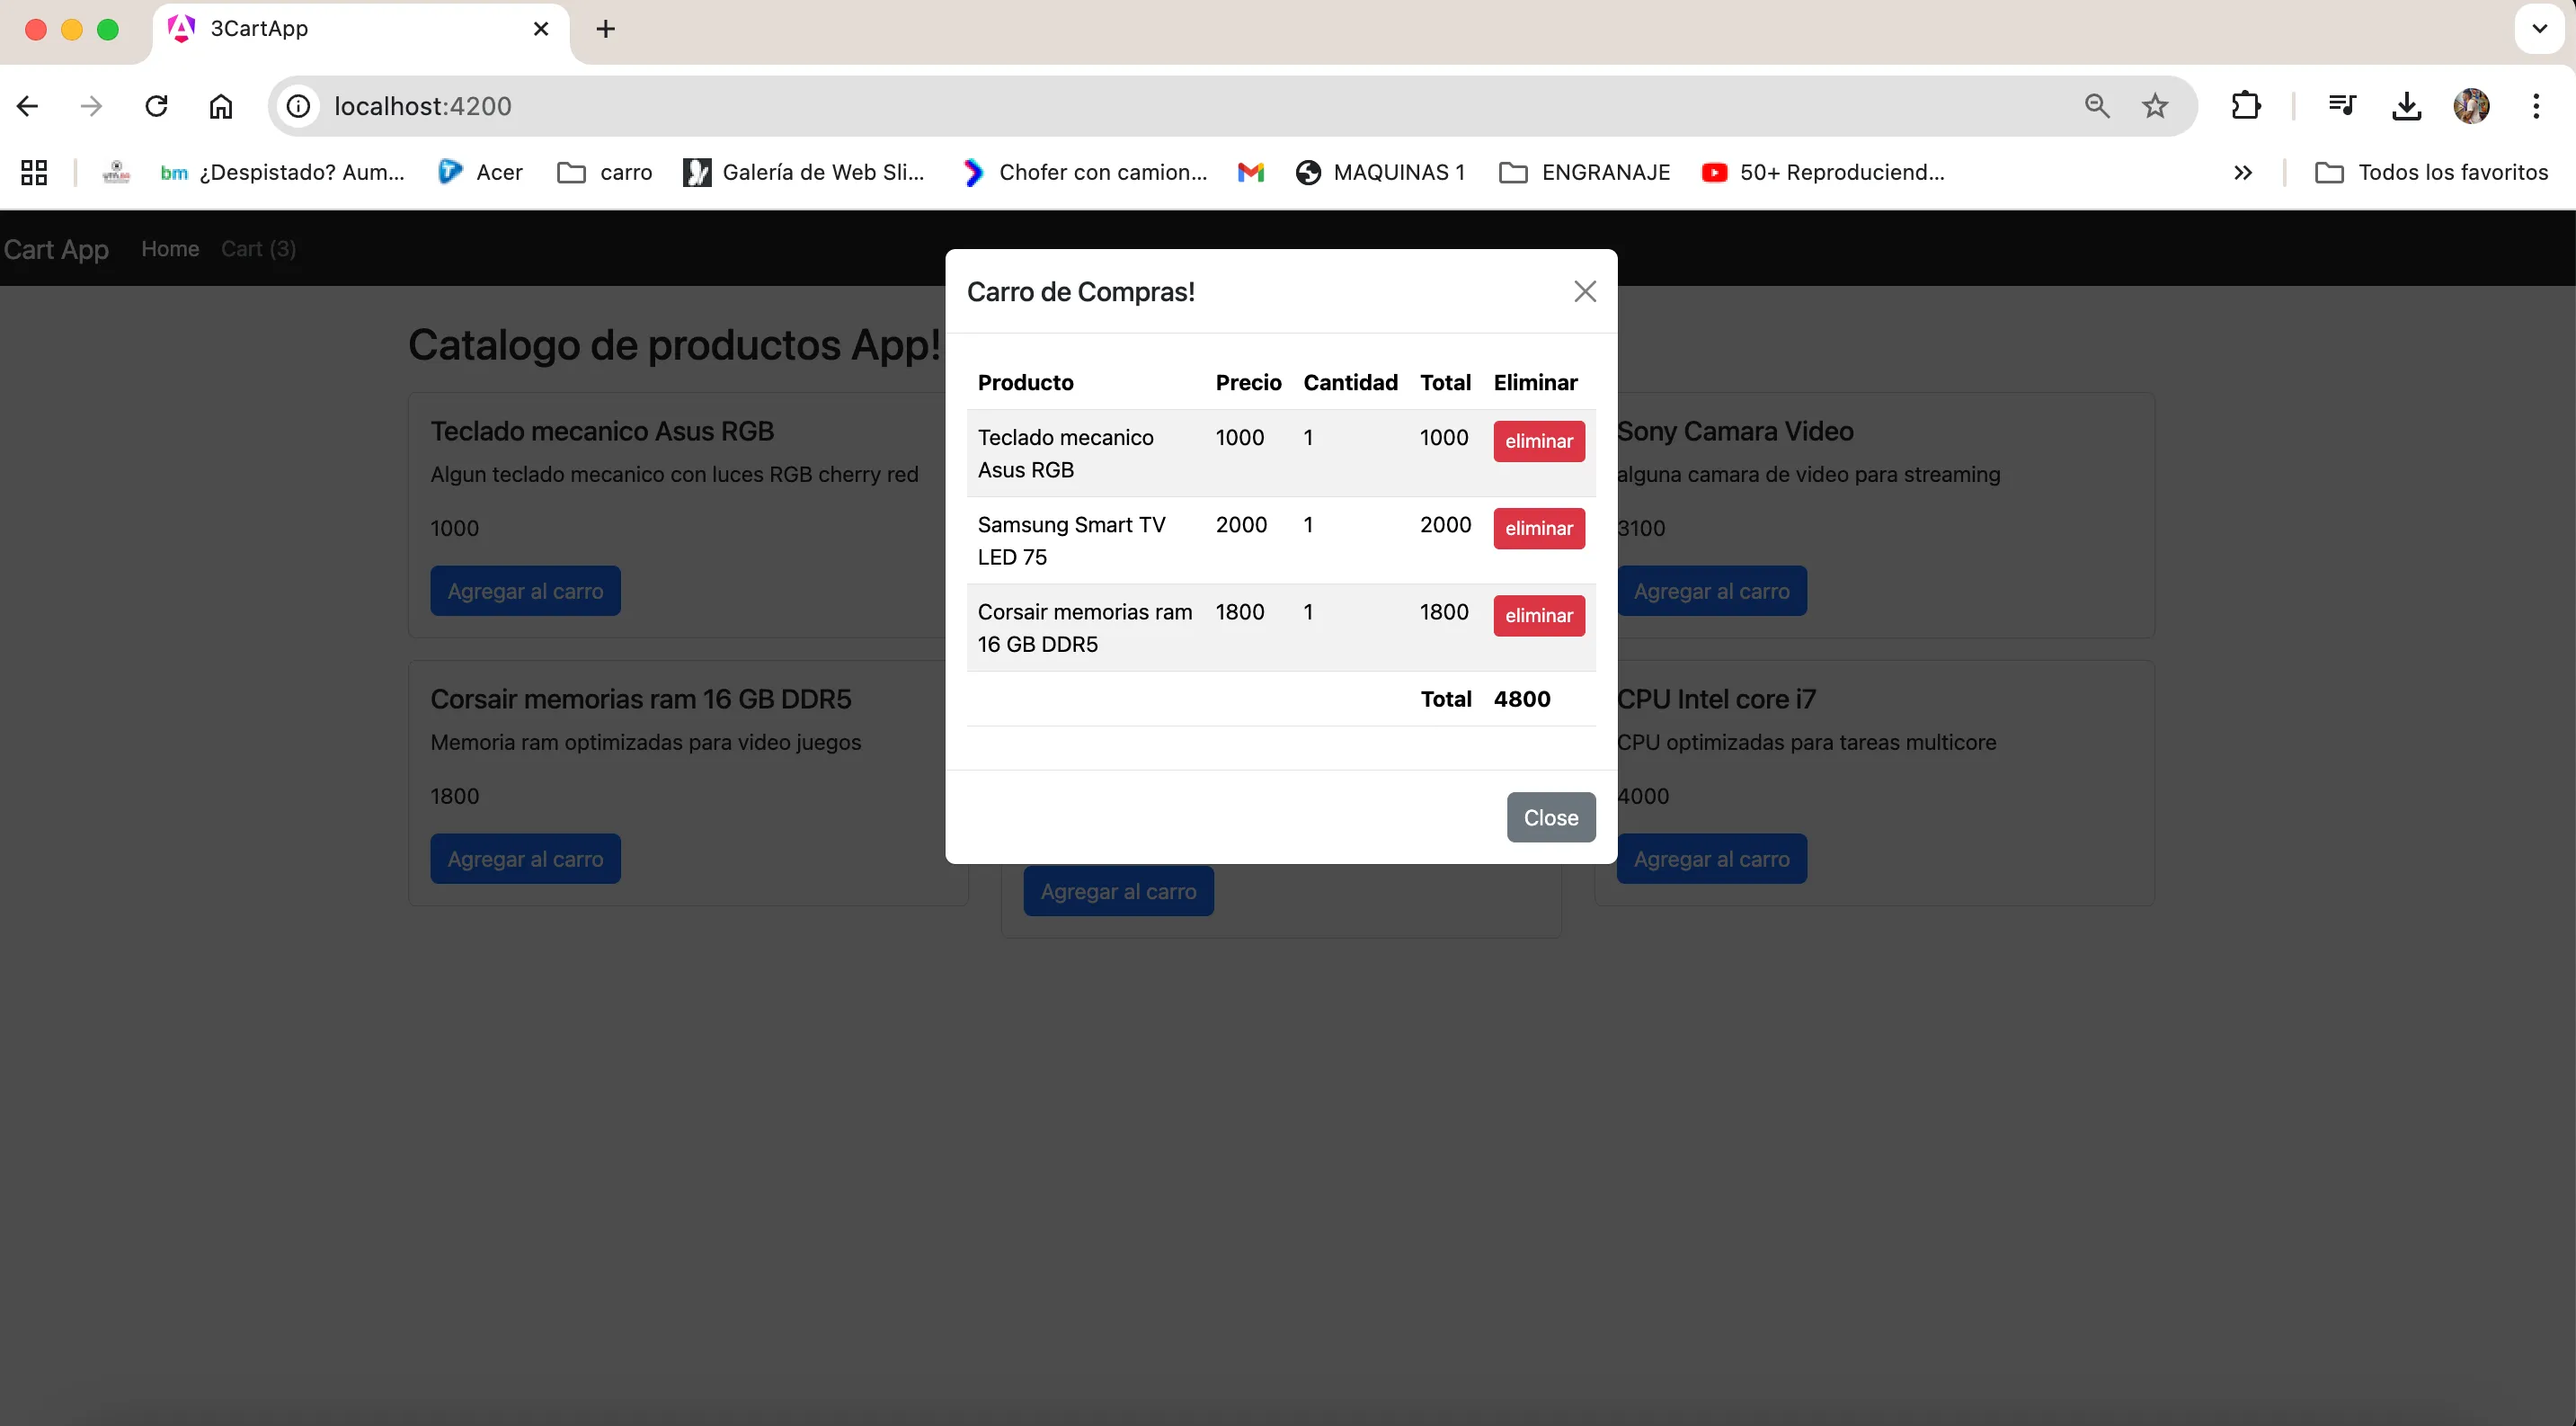 3CartApp
localhost:4200
bm ¿Despistado? Aum... Acer carro Galería de Web Sli... Chofer con camion... MAQUINAS 1 ENGRANAJE 50+ Reproduciend... Todos los favoritos
Cart App Home Cart (3)
Carro de Compras!
Catalogo de productos App!
Producto Precio Cantidad Total Eliminar
Teclado mecanico Asus RGB 1000 1 1000 eliminar
Samsung Smart TV LED 75 2000 1 2000 eliminar
Corsair memorias ram 16 GB DDR5 1800 1 1800 eliminar
Total 4800
Close
Teclado mecanico Asus RGB
Algun teclado mecanico con luces RGB cherry red
1000
Agregar al carro
Sony Camara Video
alguna camara de video para streaming
3100
Agregar al carro
Corsair memorias ram 16 GB DDR5
Memoria ram optimizadas para video juegos
1800
Agregar al carro
Agregar al carro
CPU Intel core i7
CPU optimizadas para tareas multicore
4000
Agregar al carro